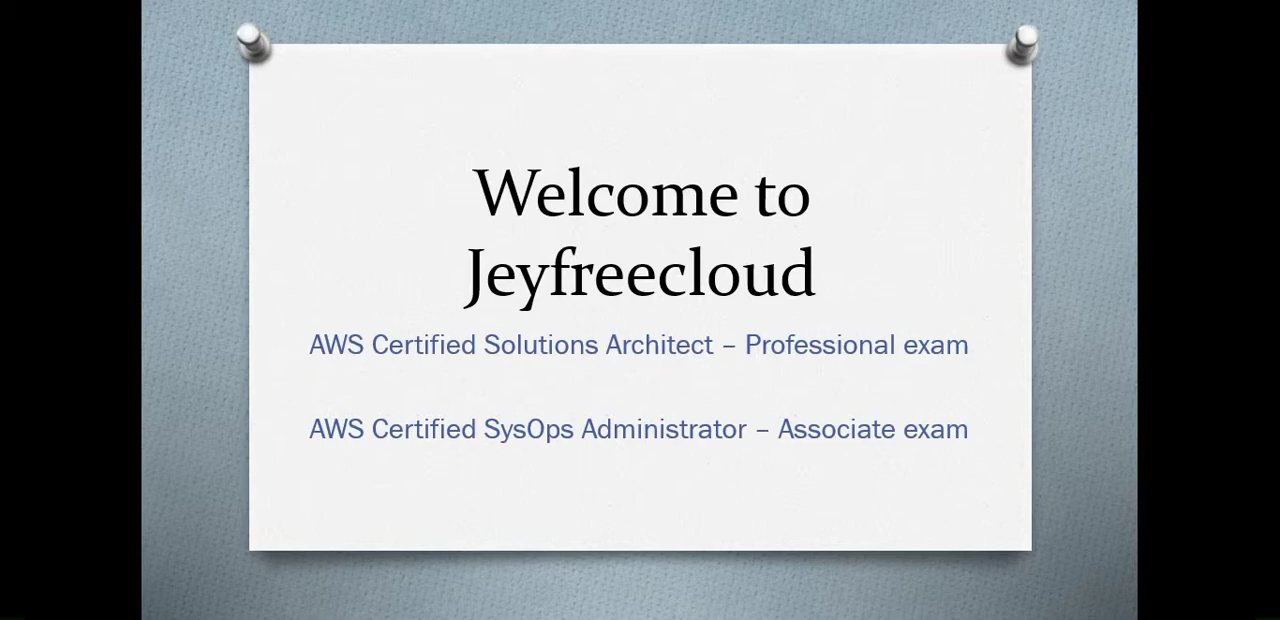 Welcome to
Jeyfreecloud
AWS Certified Solutions Architect – Professional exam
AWS Certified SysOps Administrator – Associate exam